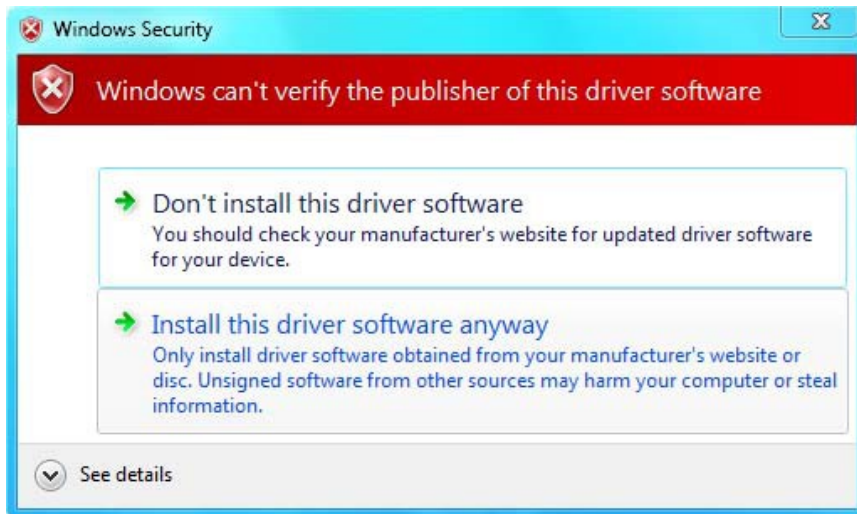 Windows Security
Windows can't verify the publisher of this driver software
Don't install this driver software
You should check your manufacturer's website for updated driver software
for your device.
Install this driver software anyway
Only install driver software obtained from your manufacturer's website or
disc. Unsigned software from other sources may harm your computer or steal
information.
See details